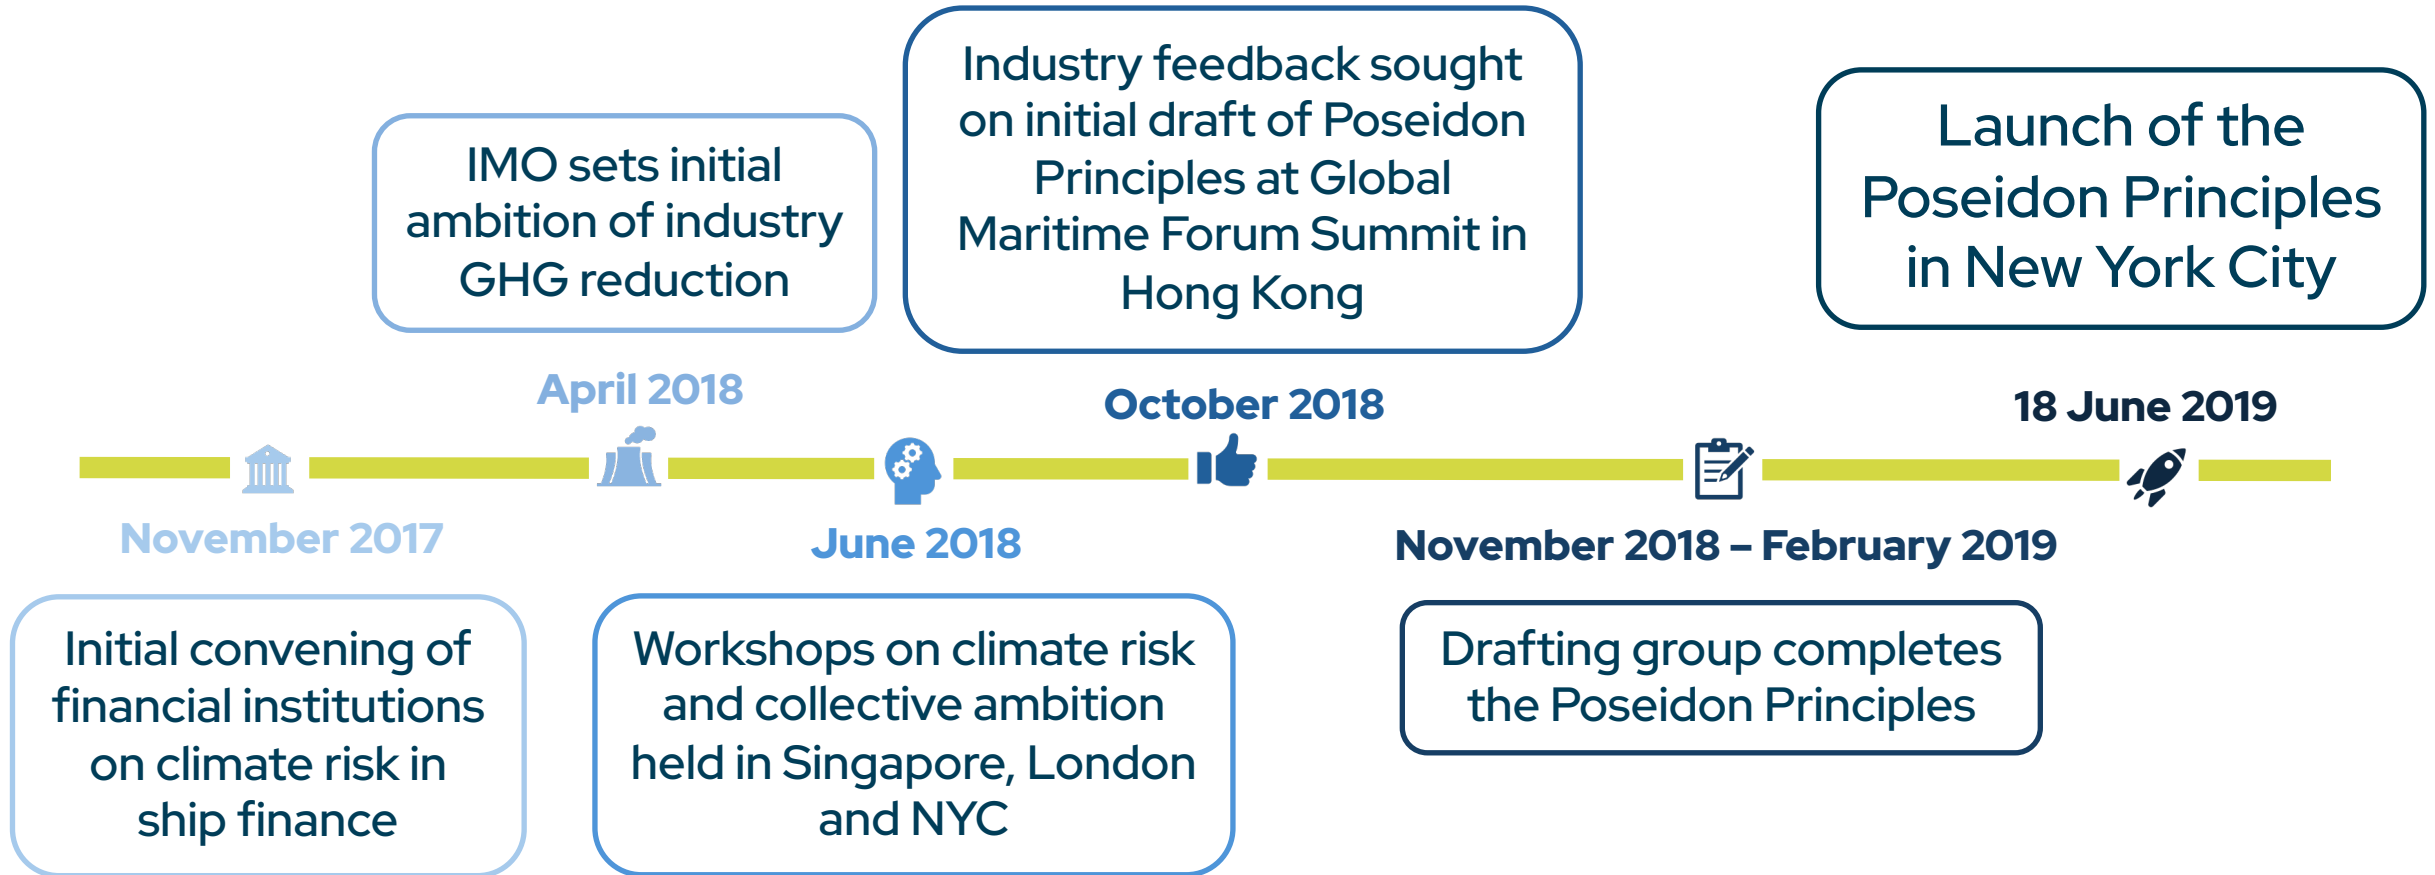 November 2017
Initial convening of
financial institutions
on climate risk in
ship finance
IMO sets initial
ambition of industry
GHG reduction
April 2018
June 2018
Workshops on climate risk
and collective ambition
held in Singapore, London
and NYC
Industry feedback sought
on initial draft of Poseidon
Principles at Global
Maritime Forum Summit in
Hong Kong
October 2018
November 2018 – February 2019
Drafting group completes
the Poseidon Principles
Launch of the
Poseidon Principles
in New York City
18 June 2019